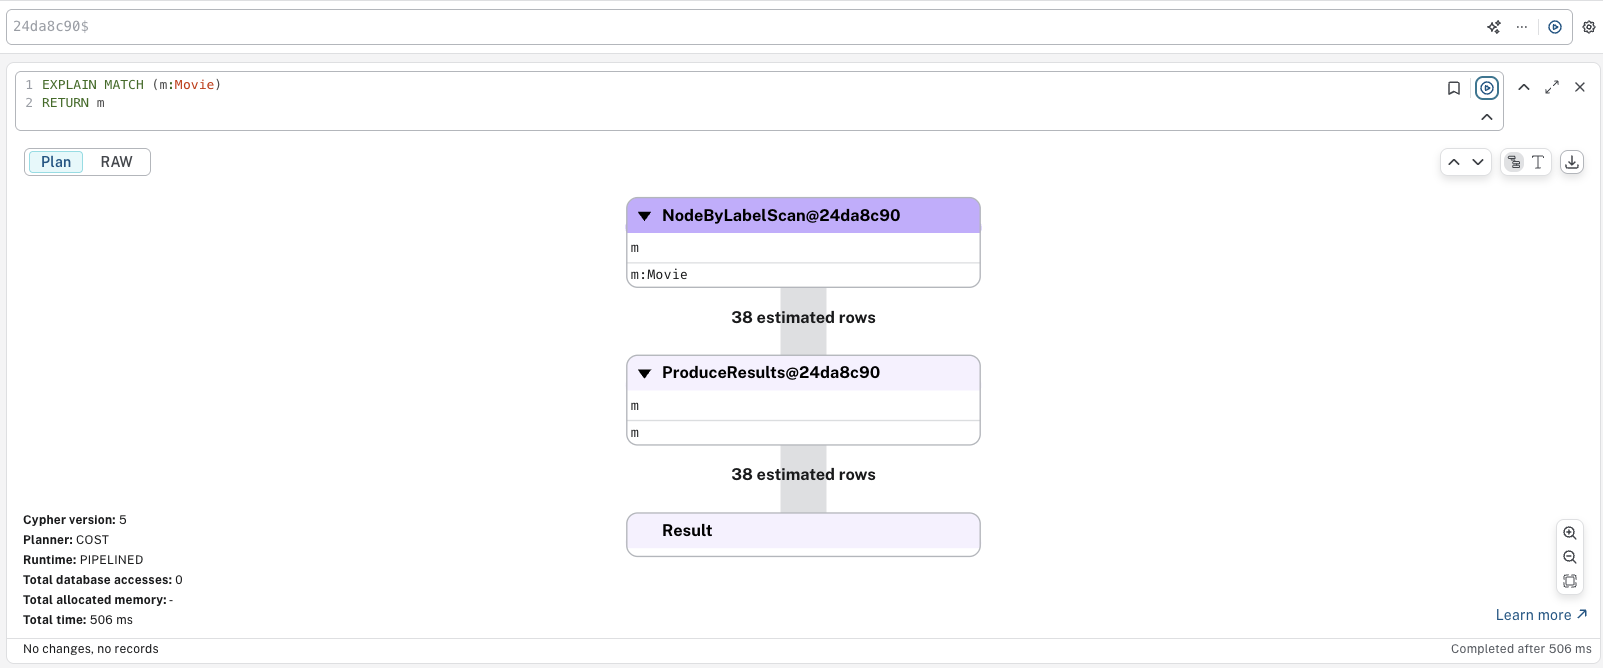 24da8c90$
1 EXPLAIN MATCH (m:Movie)
2 RETURN m
Plan RAW
NodeByLabelScan@24da8c90
m
m:Movie
38 estimated rows
ProduceResults@24da8c90
m
m
38 estimated rows
Result
Cypher version: 5
Planner: COST
Runtime: PIPELINED
Total database accesses: 0
Total allocated memory: -
Total time: 506 ms
Learn more
No changes, no records
Completed after 506 ms